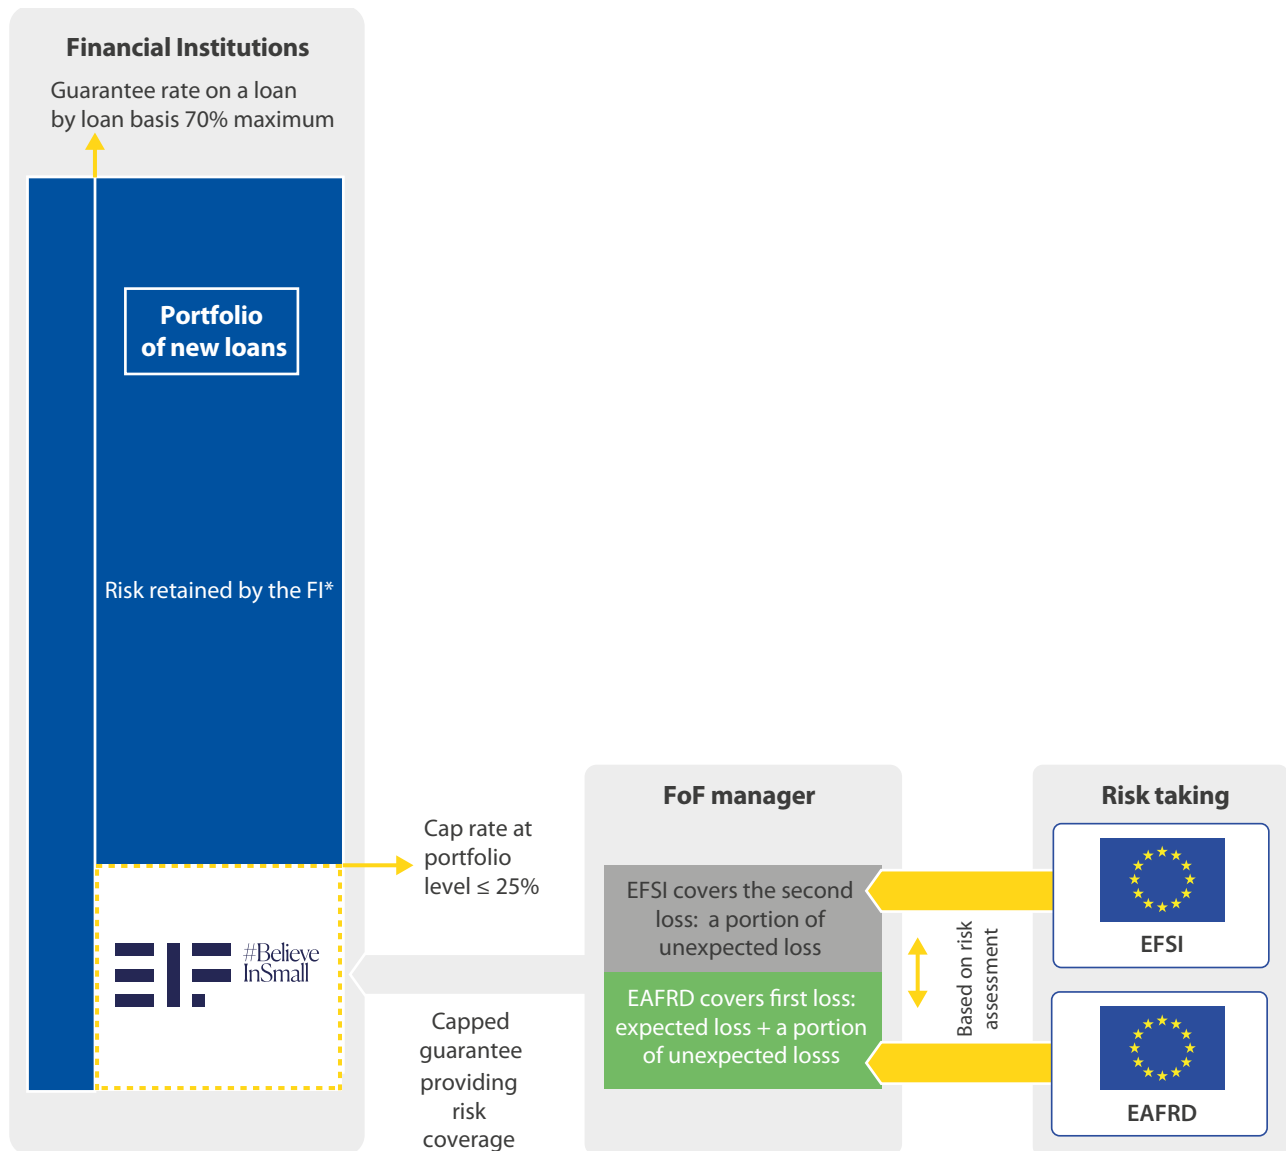 Financial Institutions
Guarantee rate on a loan
by loan basis 70% maximum
Portfolio
of new loans
Risk retained by the FI*
#Believe
InSmall
Cap rate at
portfolio
level ≤ 25%
Capped
guarantee
providing
risk
coverage
FoF manager
EFSI covers the second
loss: a portion of
unexpected loss
EAFRD covers first loss:
expected loss + a portion
of unexpected losss
Based on risk
assessment
Risk taking
EFSI
EAFRD